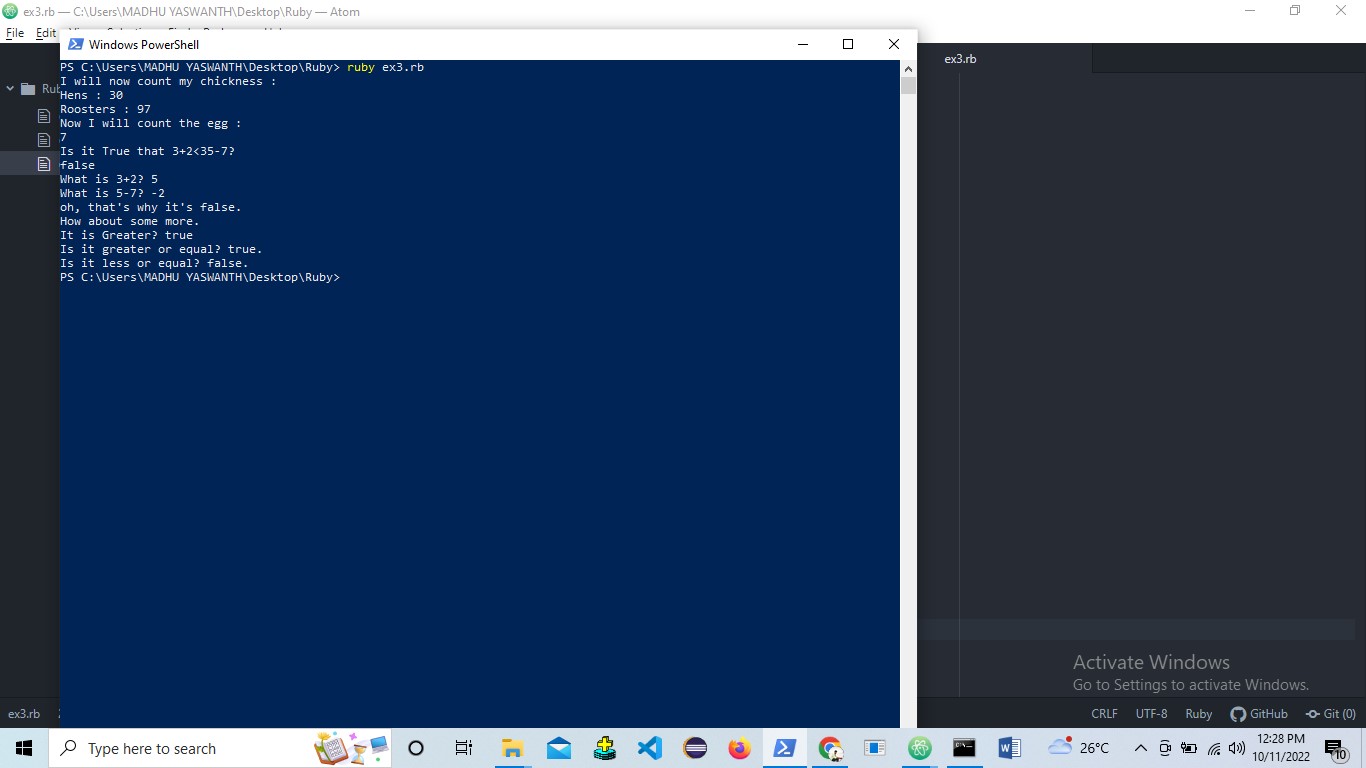 ex3.rb — C:\Users\MADHU YASWANTH\Desktop\Ruby — Atom
File Edit
Windows PowerShell
ex3.rb
Rub
PS C:\Users\MADHU YASWANTH\Desktop\Ruby> ruby ex3.rb
I will now count my chickness :
Hens : 30
Roosters : 97
Now I will count the egg :
7
Is it True that 3+2<35-7?
false
What is 3+2? 5
What is 5-7? -2
oh, that's why it's false.
How about some more.
It is Greater? true
Is it greater or equal? true.
Is it less or equal? false.
PS C:\Users\MADHU YASWANTH\Desktop\Ruby>
Activate Windows
Go to Settings to activate Windows.
ex3.rb
CRLF UTF-8 Ruby GitHub Git (0)
Type here to search
26°C
12:28 PM
10/11/2022
10